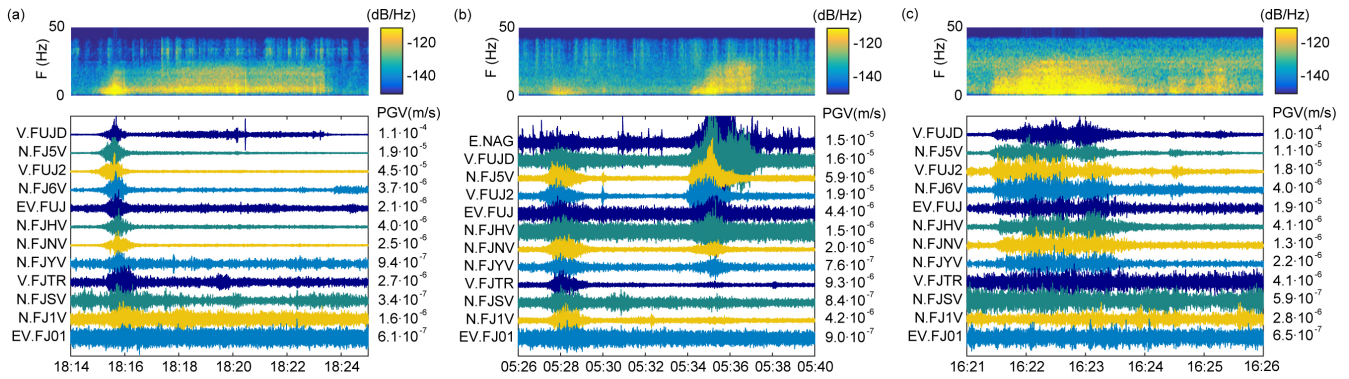 (a) (dB/Hz)
50
F (Hz)
0
-120
-140
PGV(m/s)
V.FUJD 1.1·10-4
N.FJ5V 1.9·10-5
V.FUJ2 4.5·10-5
N.FJ6V 3.7·10-6
EV.FUJ 2.1·10-6
N.FJHV 4.0·10-6
N.FJNV 2.5·10-6
N.FJYV 9.4·10-7
V.FJTR 2.7·10-6
N.FJSV 3.4·10-7
N.FJ1V 1.6·10-6
EV.FJ01 6.1·10-7
18:14 18:16 18:18 18:20 18:22 18:24
(b) (dB/Hz)
50
F (Hz)
0
-120
-140
PGV(m/s)
E.NAG 1.5·10-5
V.FUJD 1.6·10-5
N.FJ5V 5.9·10-6
V.FUJ2 1.9·10-5
EV.FUJ 4.4·10-6
N.FJHV 1.5·10-6
N.FJNV 2.0·10-6
N.FJYV 7.6·10-7
V.FJTR 9.3·10-6
N.FJSV 8.4·10-7
N.FJ1V 4.2·10-6
EV.FJ01 9.0·10-7
05:26 05:28 05:30 05:32 05:34 05:36 05:38 05:40
(c) (dB/Hz)
50
F (Hz)
0
-120
-140
PGV(m/s)
V.FUJD 1.0·10-4
N.FJ5V 1.1·10-5
V.FUJ2 1.8·10-5
N.FJ6V 4.0·10-6
EV.FUJ 1.9·10-5
N.FJHV 4.1·10-6
N.FJNV 1.3·10-6
N.FJYV 2.2·10-6
V.FJTR 4.1·10-6
N.FJSV 5.9·10-7
N.FJ1V 2.8·10-6
EV.FJ01 6.5·10-7
16:21 16:22 16:23 16:24 16:25 16:26